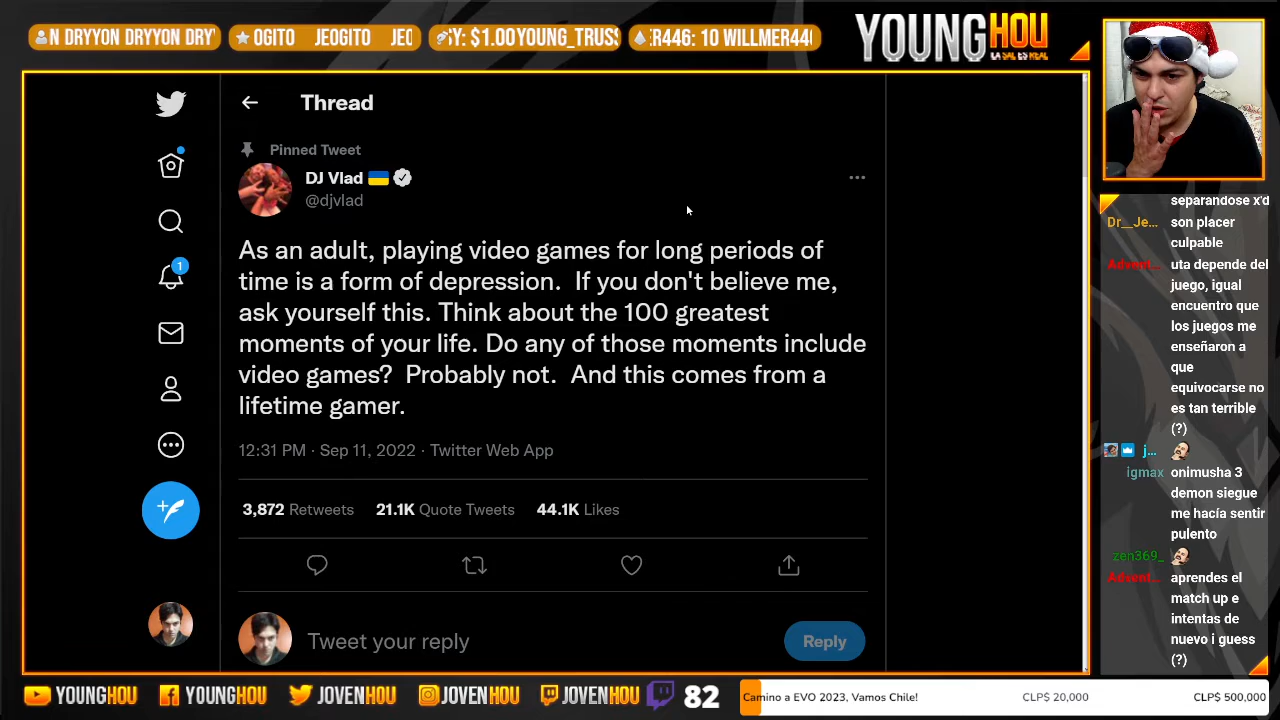 N DRYYON DRYYON DRY
OGITO JEOGITO JEO
Y: $1.00YOUNG_TRUSS
ER446: 10 WILLMER446
YOUNGHOU
LA SAL ES REAL
Thread
Pinned Tweet
DJ Vlad
@djvlad
As an adult, playing video games for long periods of
time is a form of depression.  If you don't believe me,
ask yourself this. Think about the 100 greatest
moments of your life. Do any of those moments include
video games?  Probably not.  And this comes from a
lifetime gamer.
12:31 PM · Sep 11, 2022 · Twitter Web App
3,872 Retweets 21.1K Quote Tweets 44.1K Likes
Tweet your reply
Reply
1
separandose x'd
Dr__Je... son placer
culpable
Advent... uta depende del
juego, igual
encuentro que
los juegos me
enseñaron a
que
equivocarse no
es tan terrible
(?)
j...
igmax onimusha 3
demon siegue
me hacía sentir
pulento
zen369_
Advent... aprendes el
match up e
intentas de
nuevo i guess
(?)
YOUNGHOU YOUNGHOU JOVENHOU JOVENHOU JOVENHOU 82
Camino a EVO 2023, Vamos Chile! CLP$ 20,000 CLP$ 500,000